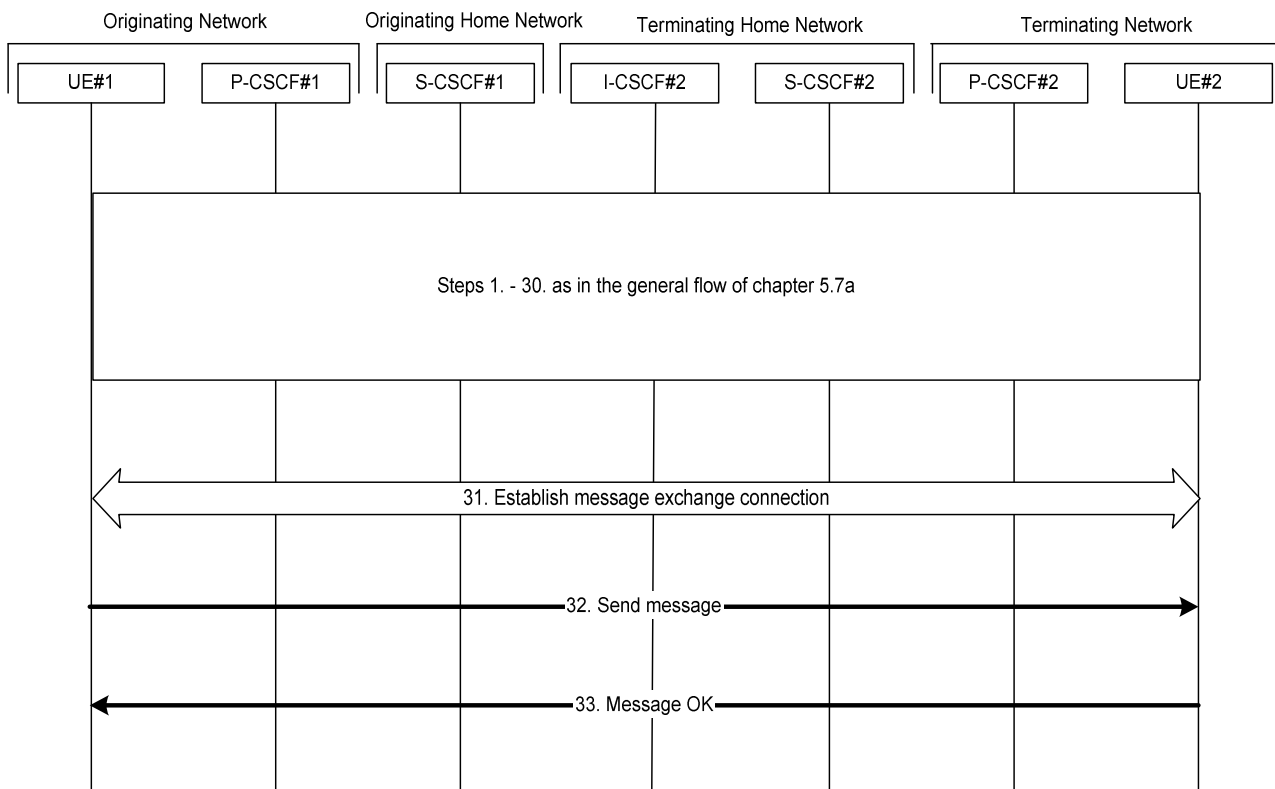 Originating Network
Originating Home Network
Terminating Home Network
Terminating Network
UE#1
P-CSCF#1
S-CSCF#1
I-CSCF#2
S-CSCF#2
P-CSCF#2
UE#2
Steps 1. - 30. as in the general flow of chapter 5.7a
31. Establish message exchange connection
32. Send message
33. Message OK